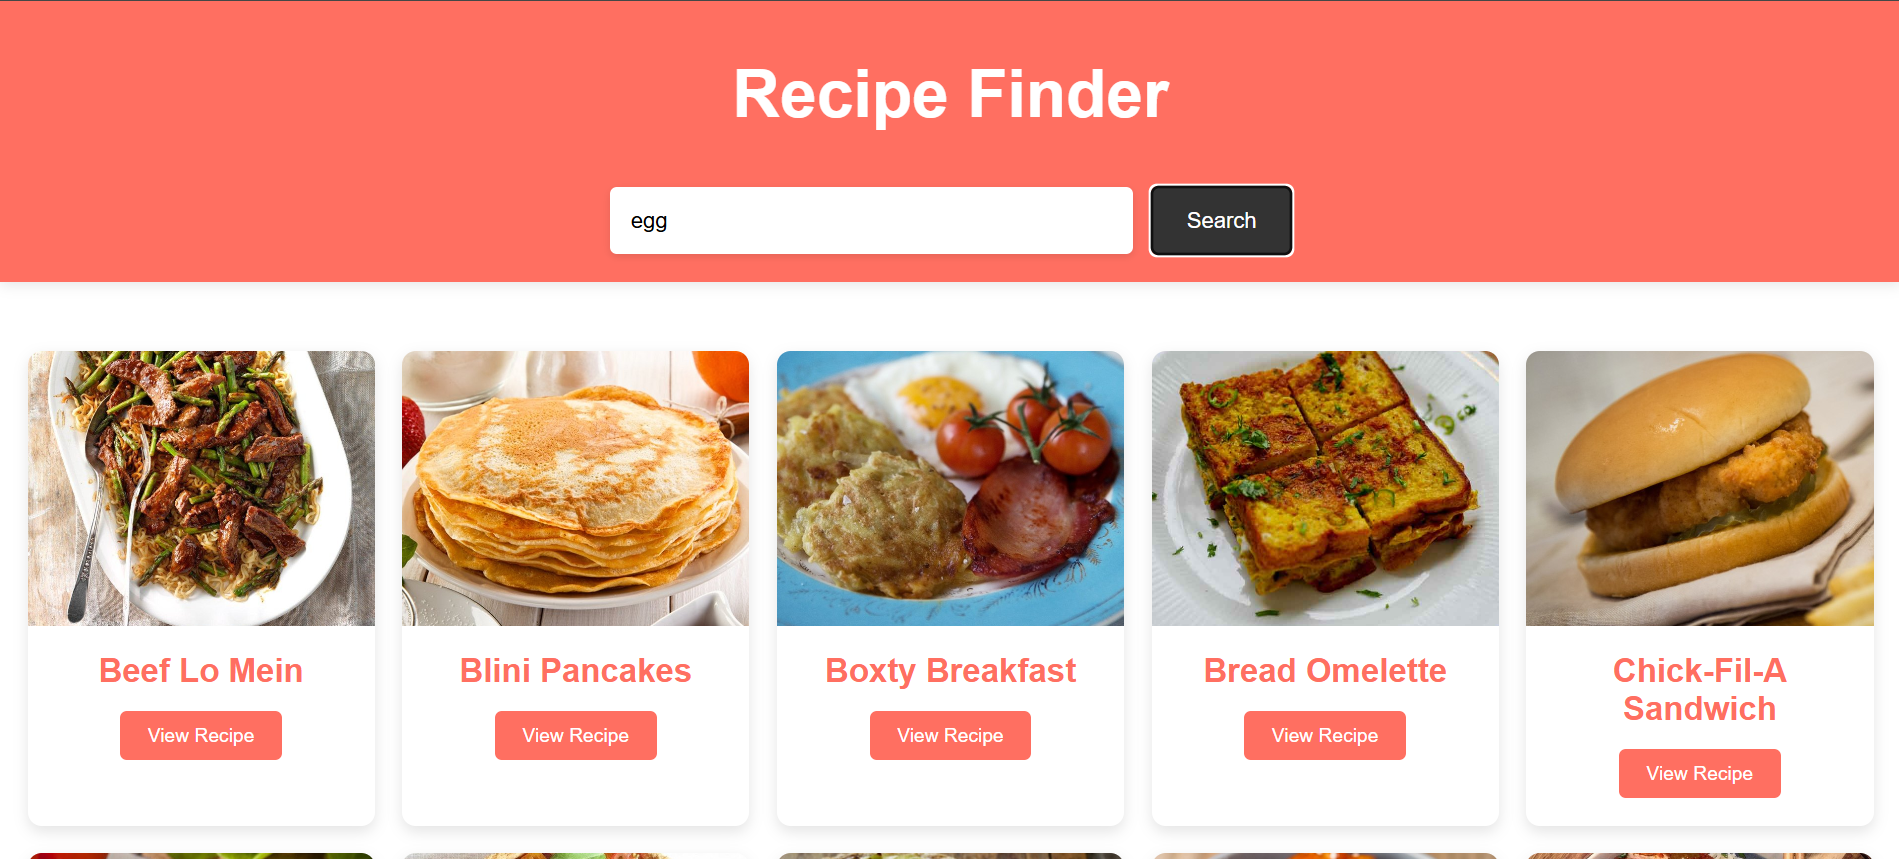 Recipe Finder
egg
Search
Beef Lo Mein
Blini Pancakes
Boxty Breakfast
Bread Omelette
Chick-Fil-A
Sandwich
View Recipe
View Recipe
View Recipe
View Recipe
View Recipe